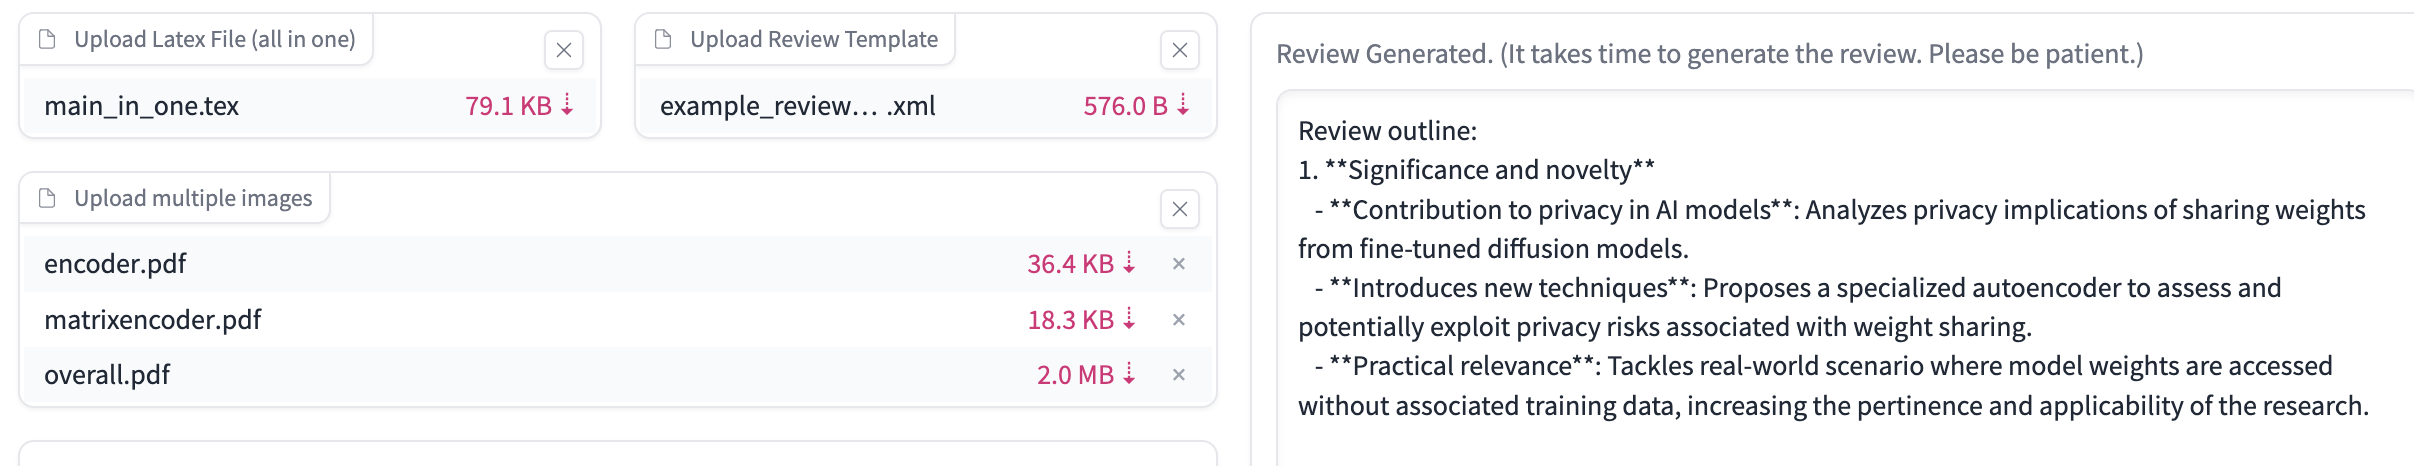 Upload Latex File (all in one)
main_in_one.tex 79.1 KB ⇣
Upload Review Template
example_review… .xml 576.0 B ⇣
Upload multiple images
encoder.pdf 36.4 KB ⇣ ×
matrixencoder.pdf 18.3 KB ⇣ ×
overall.pdf 2.0 MB ⇣ ×
Review Generated. (It takes time to generate the review. Please be patient.)
Review outline:
1. **Significance and novelty**
- **Contribution to privacy in AI models**: Analyzes privacy implications of sharing weights
from fine-tuned diffusion models.
- **Introduces new techniques**: Proposes a specialized autoencoder to assess and
potentially exploit privacy risks associated with weight sharing.
- **Practical relevance**: Tackles real-world scenario where model weights are accessed
without associated training data, increasing the pertinence and applicability of the research.